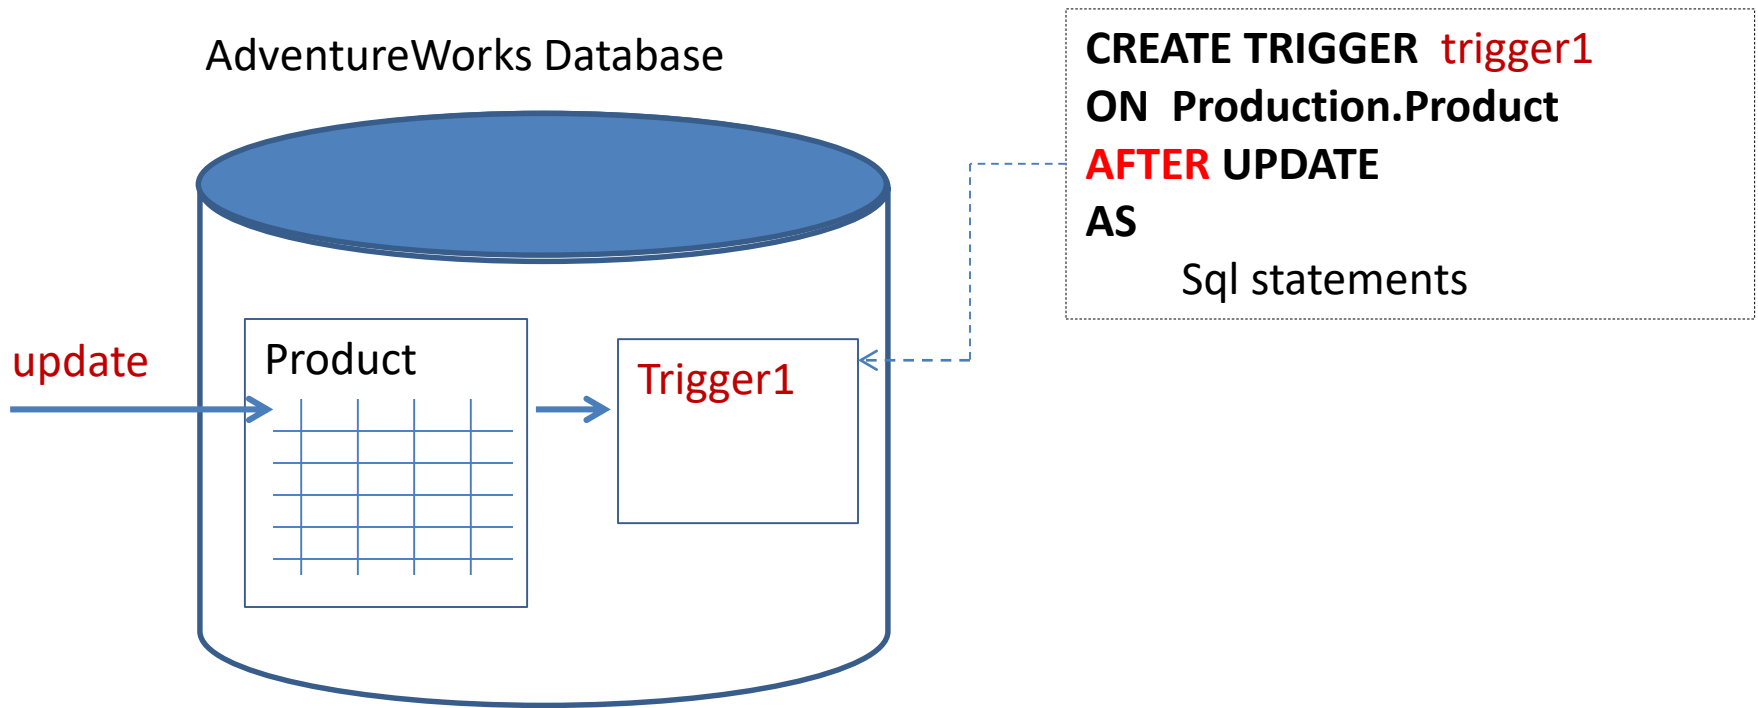 AdventureWorks Database
CREATE TRIGGER trigger1
ON Production.Product
AFTER UPDATE
AS
Sql statements
update
Product
Trigger1